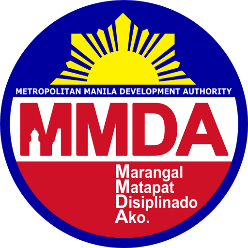 METROPOLITAN MANILA DEVELOPMENT AUTHORITY
MMDA
Marangal
Matapat
Disiplinado
Ako.